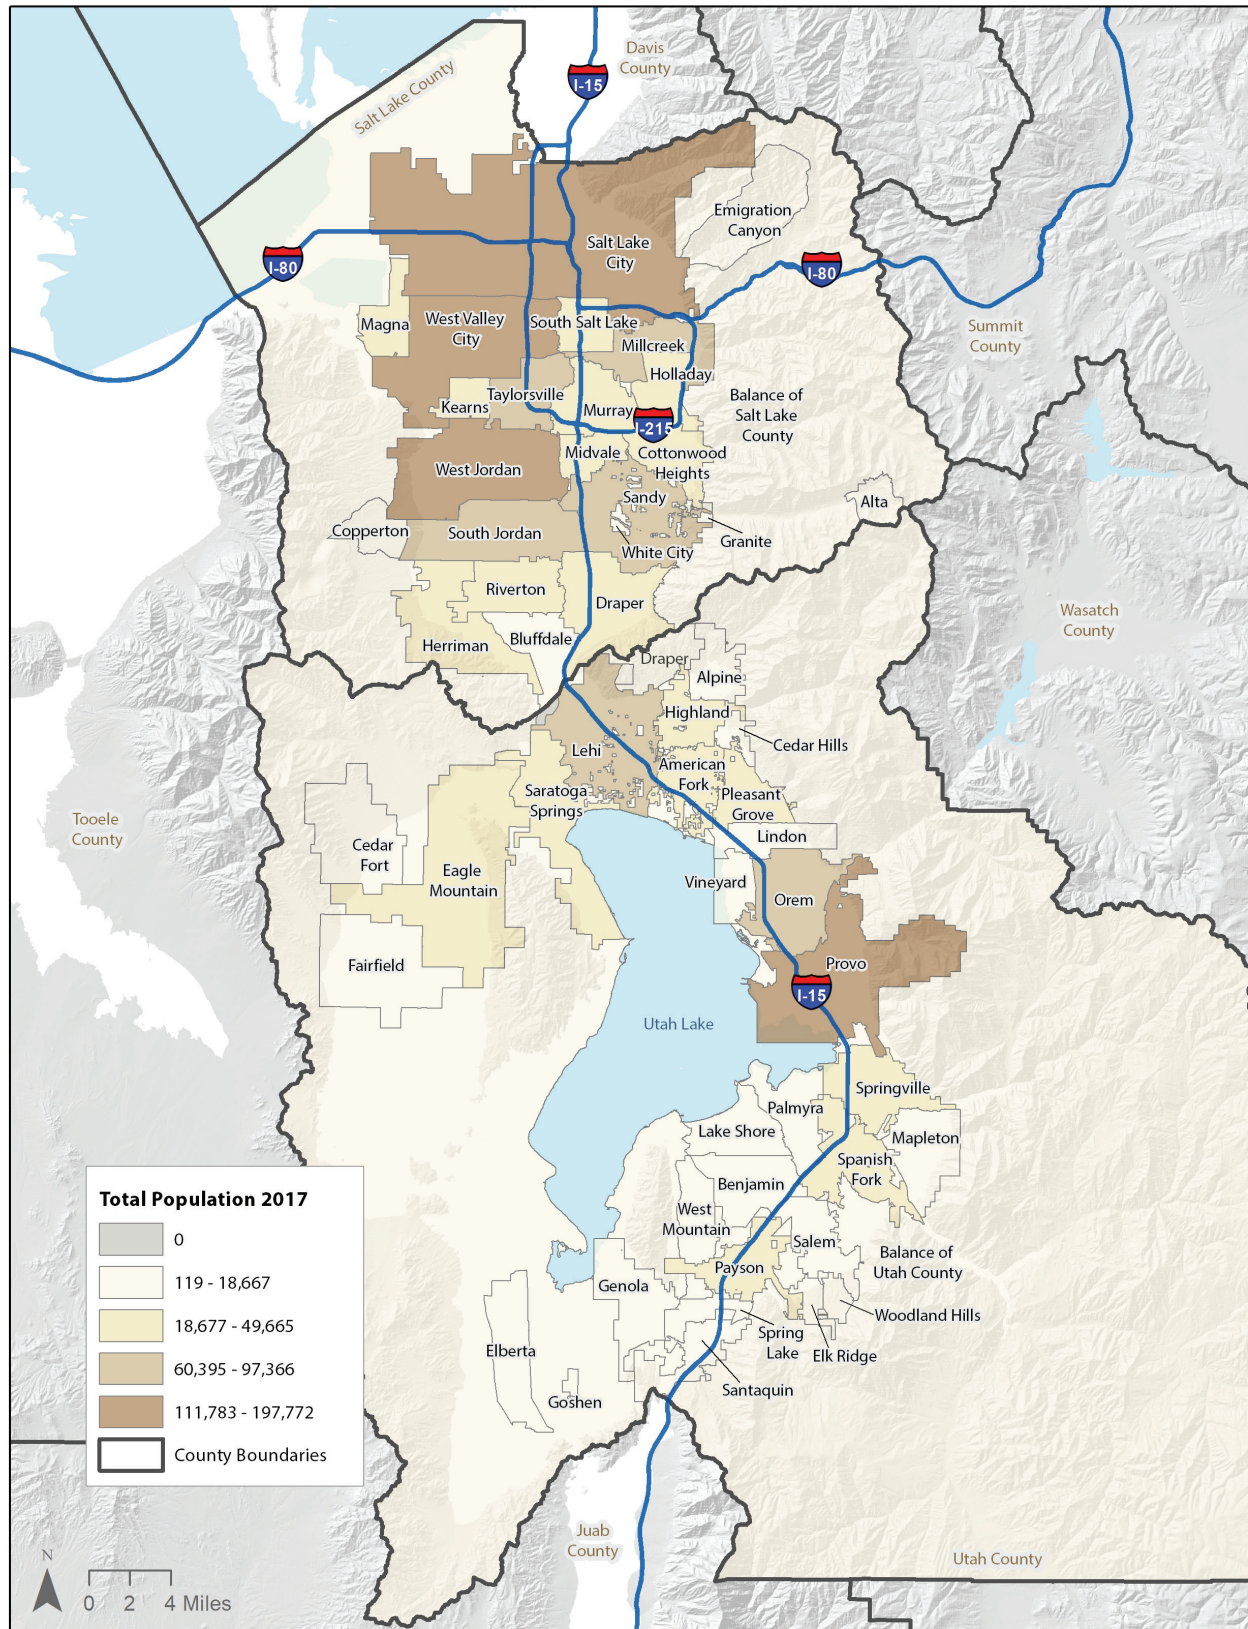 Davis
County
I-15
Salt Lake County
Emigration
Canyon
Salt Lake
City
I-80
I-80
Magna
West Valley
City
South Salt Lake
Summit
County
Millcreek
Holladay
Taylorsville
Kearns
Murray
Balance of
Salt Lake
County
I-215
Midvale
Cottonwood
Heights
West Jordan
Sandy
Alta
Copperton
South Jordan
Granite
White City
Riverton
Draper
Wasatch
County
Herriman
Bluffdale
Draper
Alpine
Highland
Cedar Hills
Lehi
American
Fork
Saratoga
Springs
Pleasant
Grove
Tooele
County
Lindon
Cedar
Fort
Eagle
Mountain
Vineyard
Orem
Fairfield
Provo
I-15
Utah Lake
Springville
Palmyra
Lake Shore
Mapleton
Spanish
Fork
Benjamin
West
Mountain
Salem
Balance of
Utah County
Payson
Genola
Woodland Hills
Spring
Lake
Elk Ridge
Elberta
Santaquin
Goshen
Total Population 2017
0
119 - 18,667
18,677 - 49,665
60,395 - 97,366
111,783 - 197,772
County Boundaries
Juab
County
Utah County
N
0 2 4 Miles